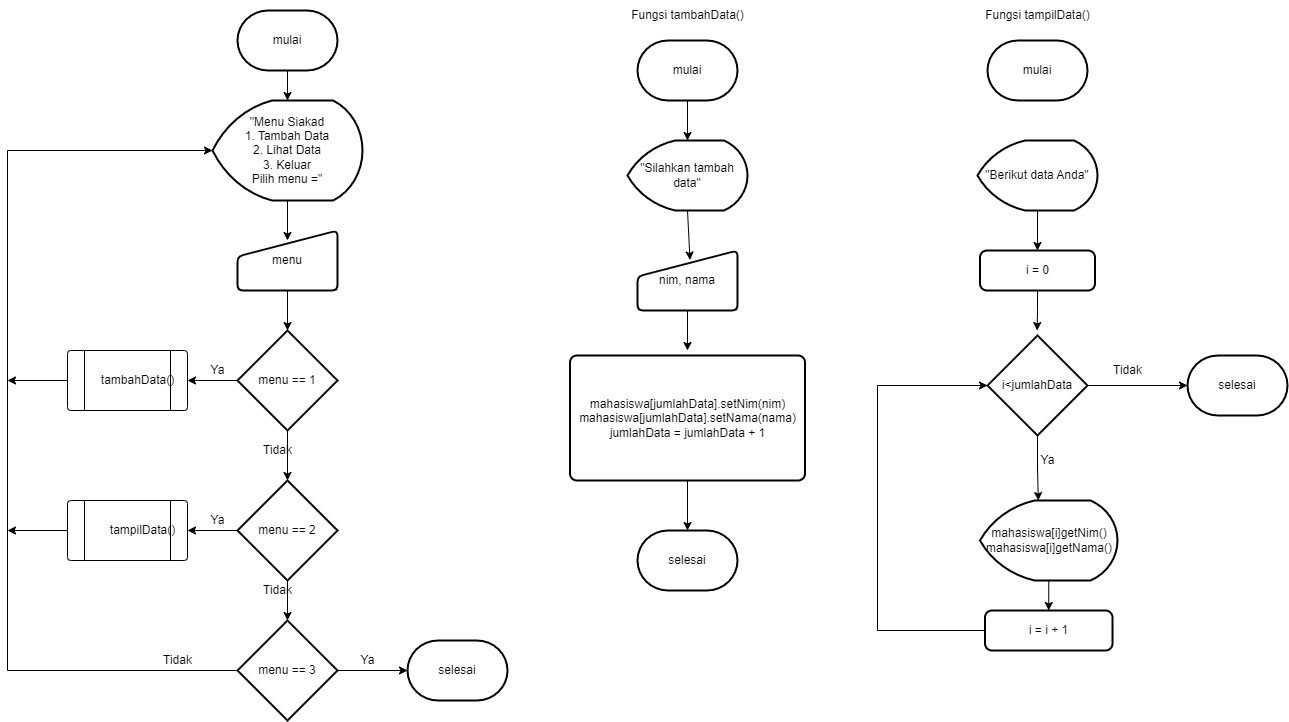 mulai
"Menu Siakad
1. Tambah Data
2. Lihat Data
3. Keluar
Pilih menu ="
menu
menu == 1
Ya
tambahData()
Tidak
menu == 2
Ya
tampilData()
Tidak
menu == 3
Tidak
Ya
selesai
Fungsi tambahData()
mulai
"Silahkan tambah
data"
nim, nama
mahasiswa[jumlahData].setNim(nim)
mahasiswa[jumlahData].setNama(nama)
jumlahData = jumlahData + 1
selesai
Fungsi tampilData()
mulai
"Berikut data Anda"
i = 0
i<jumlahData
Tidak
selesai
Ya
mahasiswa[i]getNim()
mahasiswa[i]getNama()
i = i + 1